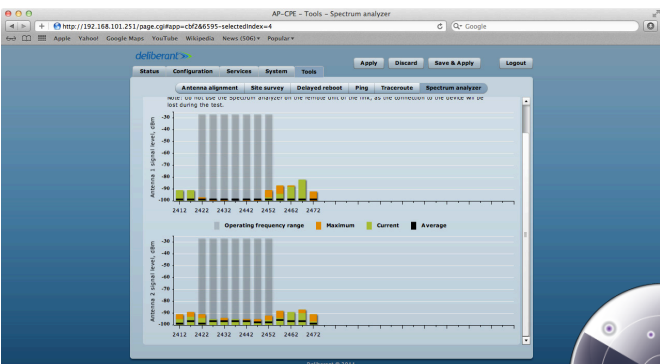 AP-CPE – Tools – Spectrum analyzer
http://192.168.101.251/page.cgi#app=cbf2&6595-selectedIndex=4
Google
Apple Yahoo! Google Maps YouTube Wikipedia News (506) Popular
deliberant
Apply Discard Save & Apply Logout
Status Configuration Services System Tools
Antenna alignment Site survey Delayed reboot Ping Traceroute Spectrum analyzer
Note: do not use the Spectrum analyzer on the remote unit of the link, as the connection to the device will be
lost during the test.
Antenna 1 signal level, dBm
-30
-40
-50
-60
-70
-80
-90
-100
2412 2422 2432 2442 2452 2462 2472
Operating frequency range Maximum Current Average
Antenna 2 signal level, dBm
-30
-40
-50
-60
-70
-80
-90
-100
2412 2422 2432 2442 2452 2462 2472